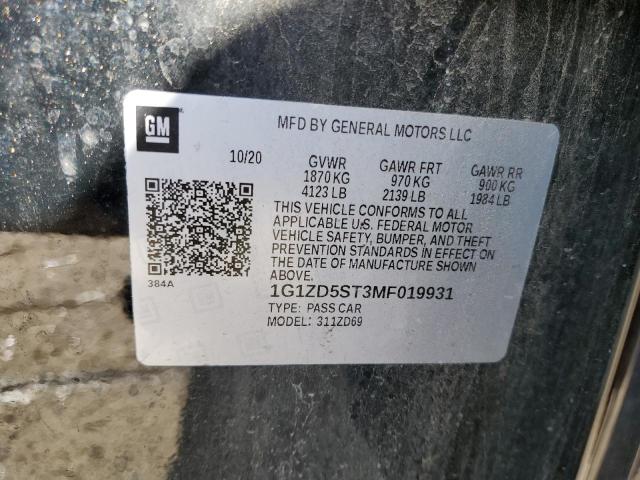 GM
MFD BY GENERAL MOTORS LLC
10/20 GVWR GAWR FRT GAWR RR
1870 KG 970 KG 900 KG
4123 LB 2139 LB 1984 LB
THIS VEHICLE CONFORMS TO ALL
APPLICABLE U.S. FEDERAL MOTOR
VEHICLE SAFETY, BUMPER, AND THEFT
PREVENTION STANDARDS IN EFFECT ON
THE DATE OF MANUFACTURE SHOWN
ABOVE.
384A
1G1ZD5ST3MF019931
TYPE: PASS CAR
MODEL: 311ZD69